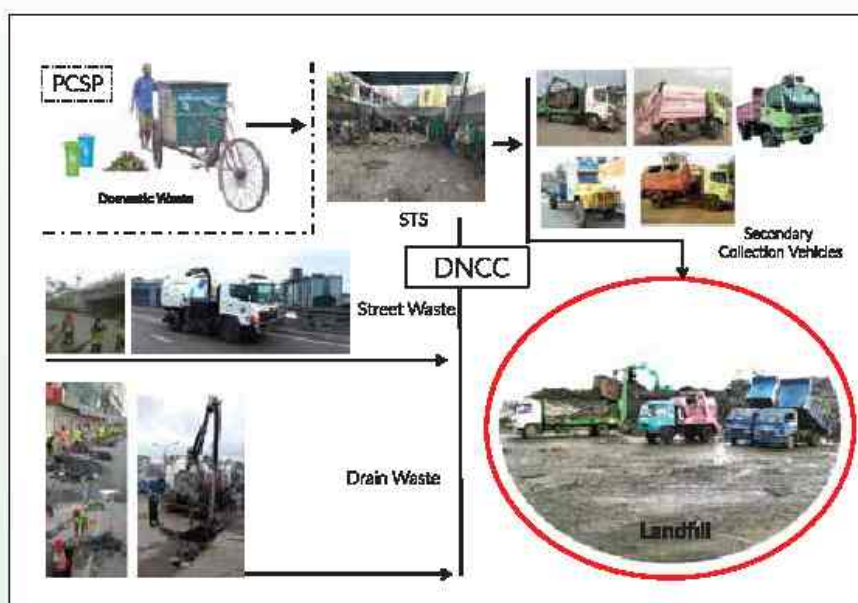 PCSP
Domestic Waste
STS
Secondary
Collection Vehicles
DNCC
Street Waste
Drain Waste
Landfill